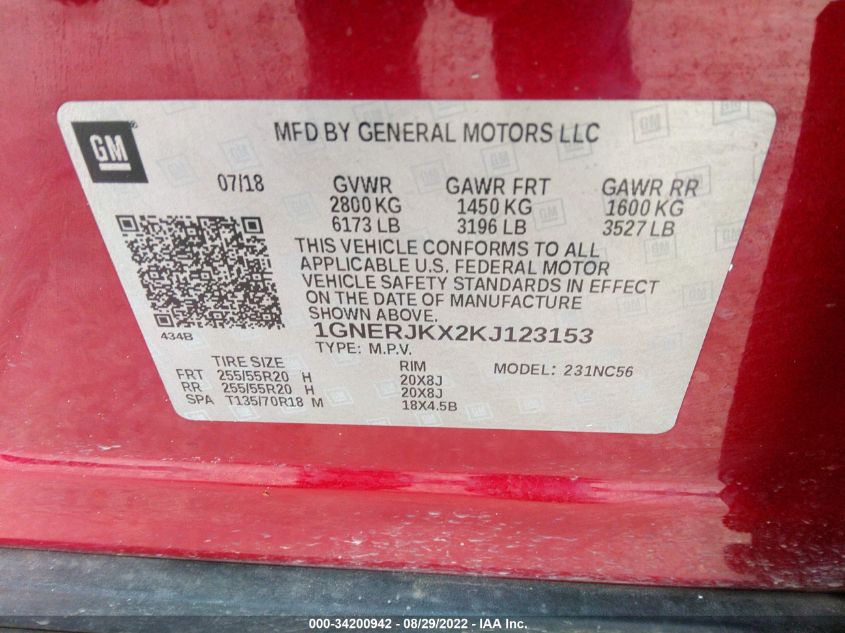 GM
MFD BY GENERAL MOTORS LLC
07/18 GVWR GAWR FRT GAWR RR
2800 KG 1450 KG 1600 KG
6173 LB 3196 LB 3527 LB
THIS VEHICLE CONFORMS TO ALL
APPLICABLE U.S. FEDERAL MOTOR
VEHICLE SAFETY STANDARDS IN EFFECT
ON THE DATE OF MANUFACTURE
SHOWN ABOVE.
434B
1GNERJKX2KJ123153
TYPE: M.P.V.
TIRE SIZE RIM MODEL: 231NC56
FRT 255/55R20 H 20X8J
RR 255/55R20 H 20X8J
SPA T135/70R18 M 18X4.5B
000-34200942 - 08/29/2022 - IAA Inc.